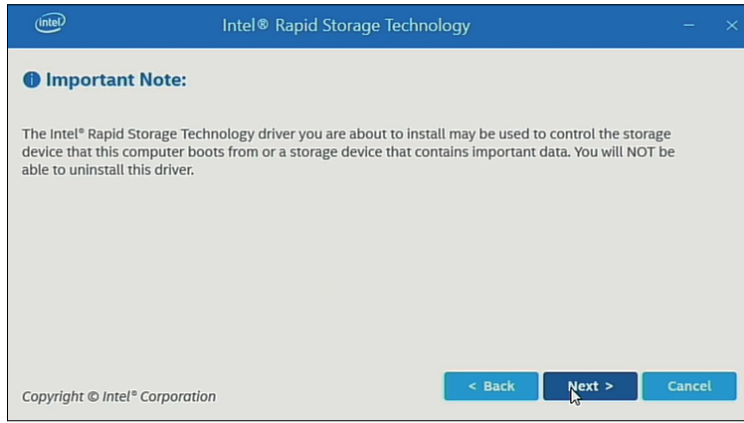 intel
Intel® Rapid Storage Technology
Important Note:
The Intel® Rapid Storage Technology driver you are about to install may be used to control the storage
device that this computer boots from or a storage device that contains important data. You will NOT be
able to uninstall this driver.
Copyright © Intel® Corporation
< Back
Next >
Cancel